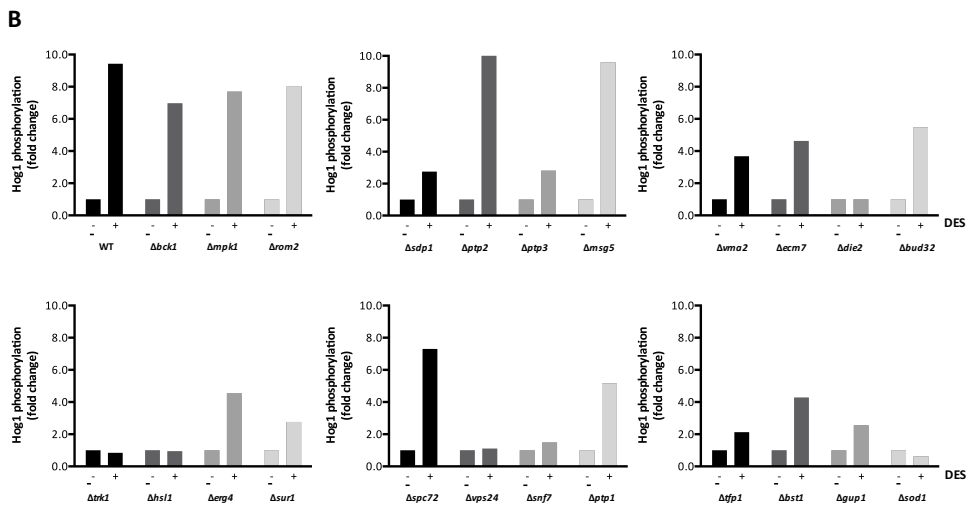 B
Hog1 phosphorylation
(fold change)
10.0
8.0
6.0
4.0
2.0
0.0
- + - + - + - +
WT Δbck1 Δmpk1 Δrom2
Hog1 phosphorylation
(fold change)
10.0
8.0
6.0
4.0
2.0
0.0
- + - + - + - +
Δsdp1 Δptp2 Δptp3 Δmsg5
Hog1 phosphorylation
(fold change)
10.0
8.0
6.0
4.0
2.0
0.0
- + - + - + - + DES
Δvma2 Δecm7 Δdie2 Δbud32
Hog1 phosphorylation
(fold change)
10.0
8.0
6.0
4.0
2.0
0.0
- + - + - + - +
Δtrk1 Δhsl1 Δerg4 Δsur1
Hog1 phosphorylation
(fold change)
10.0
8.0
6.0
4.0
2.0
0.0
- + - + - + - +
Δspc72 Δvps24 Δsnf7 Δptp1
Hog1 phosphorylation
(fold change)
10.0
8.0
6.0
4.0
2.0
0.0
- + - + - + - + DES
Δtfp1 Δbst1 Δgup1 Δsod1